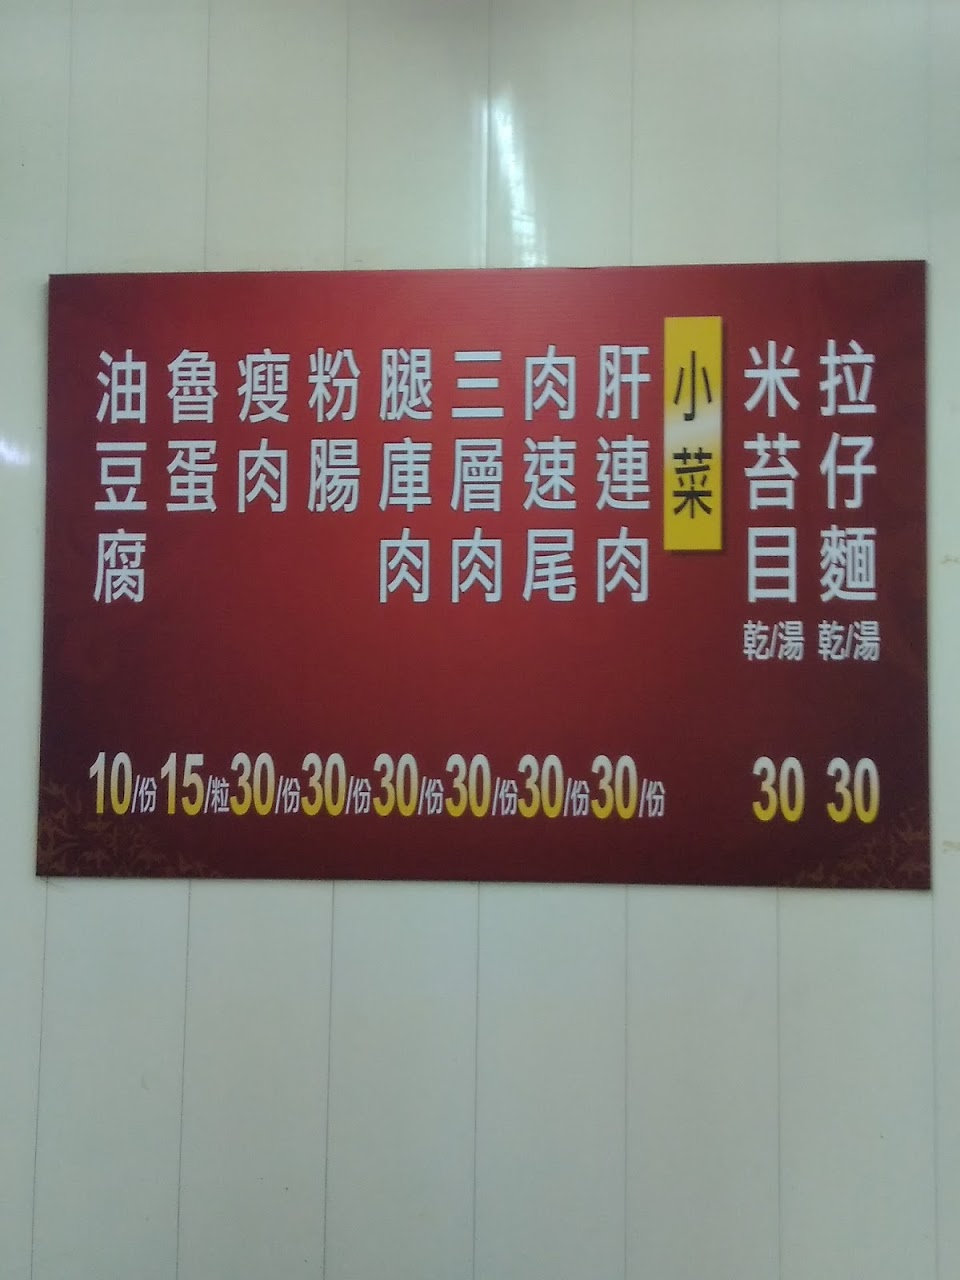 拉仔麵 乾/湯 30
米苔目 乾/湯 30
小菜
肝連肉 30/份
肉速尾 30/份
三層肉 30/份
腿庫肉 30/份
粉腸 30/份
瘦肉 30/份
魯蛋 15/粒
油豆腐 10/份